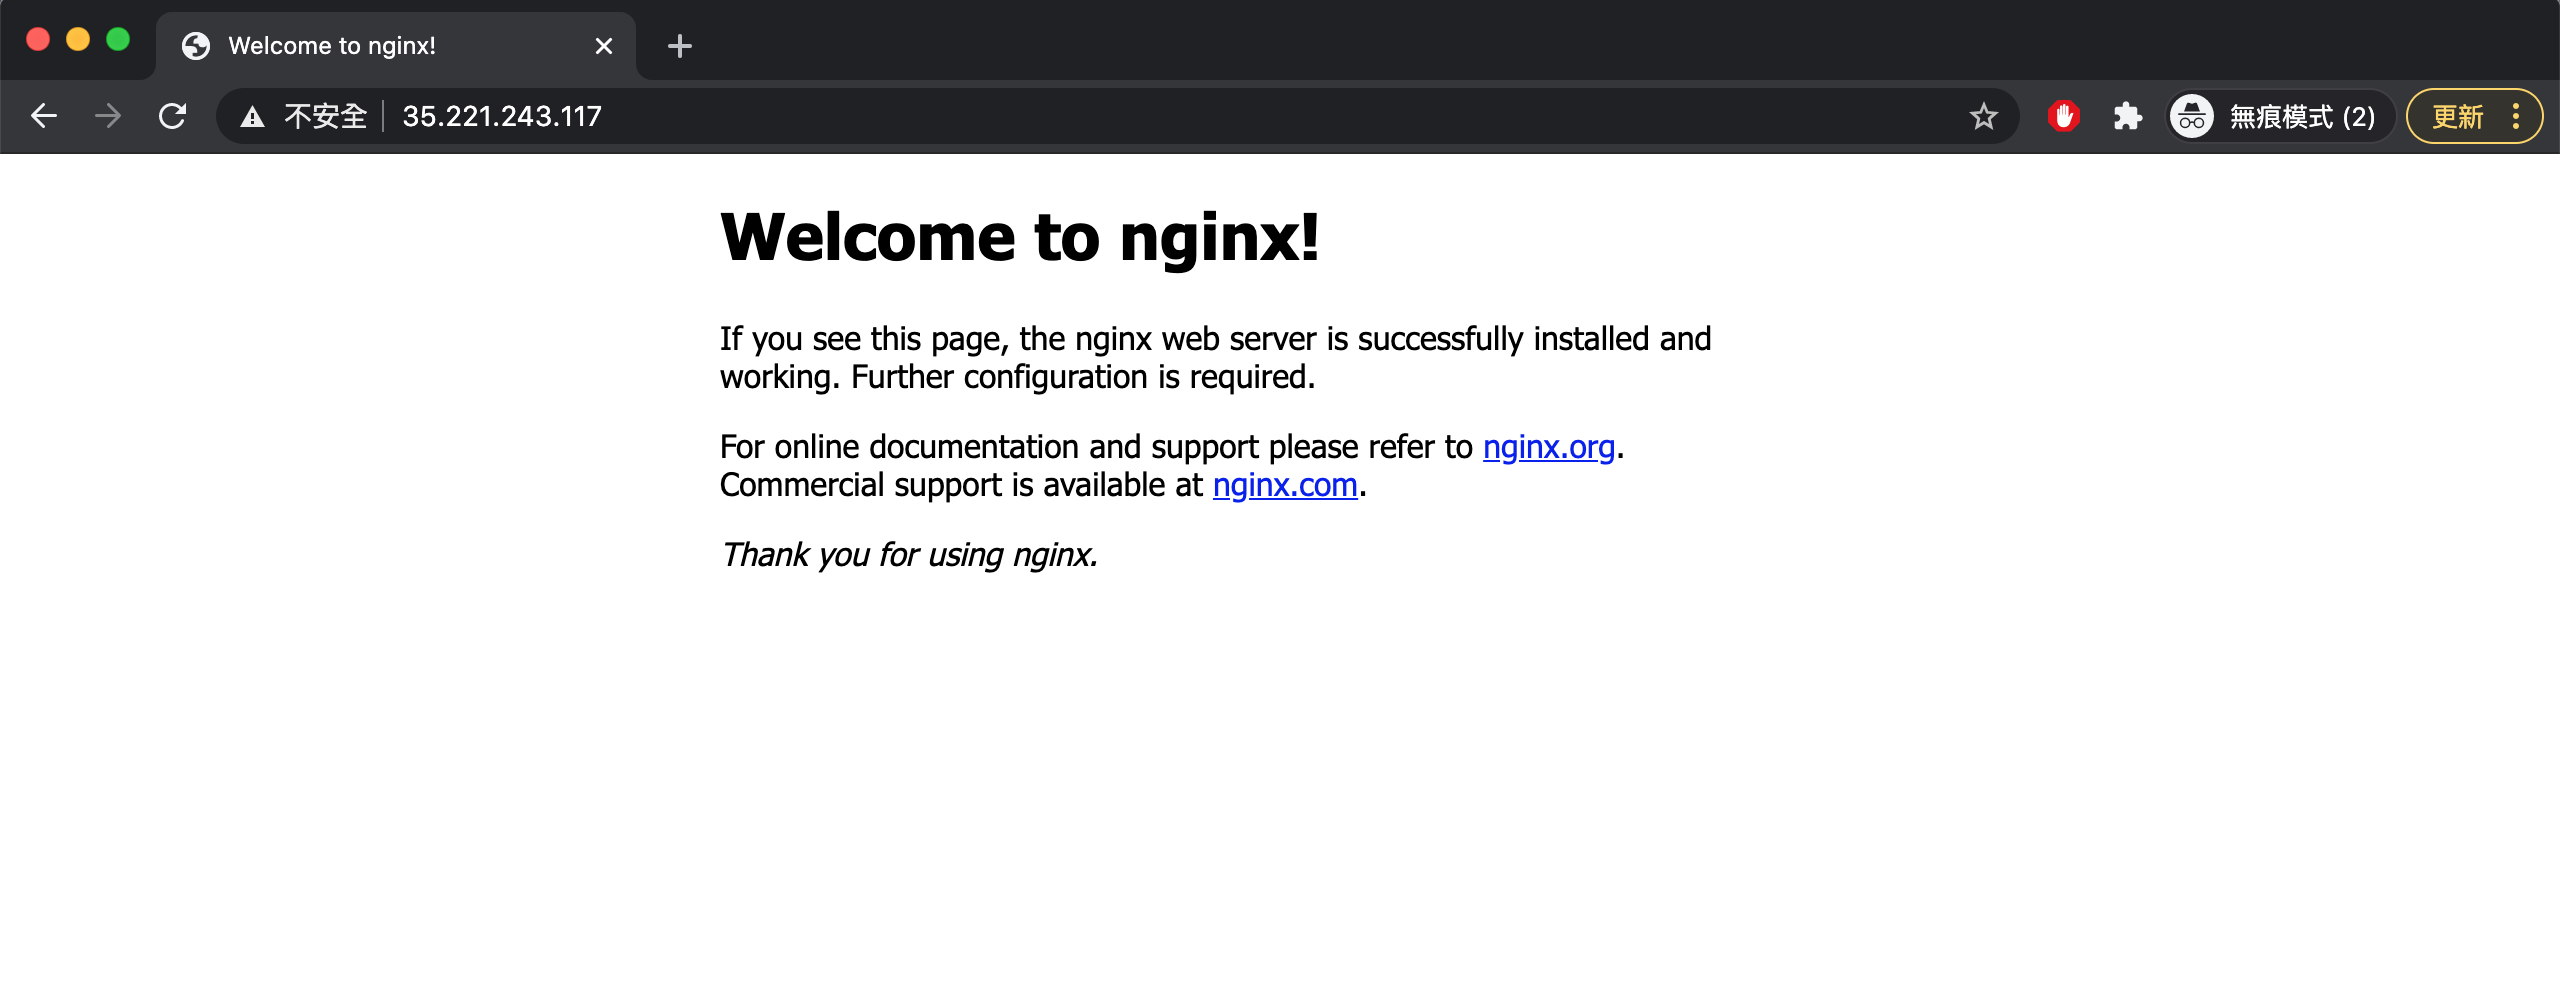 Welcome to nginx!
不安全 35.221.243.117
無痕模式 (2)
更新
Welcome to nginx!
If you see this page, the nginx web server is successfully installed and
working. Further configuration is required.
For online documentation and support please refer to nginx.org.
Commercial support is available at nginx.com.
Thank you for using nginx.